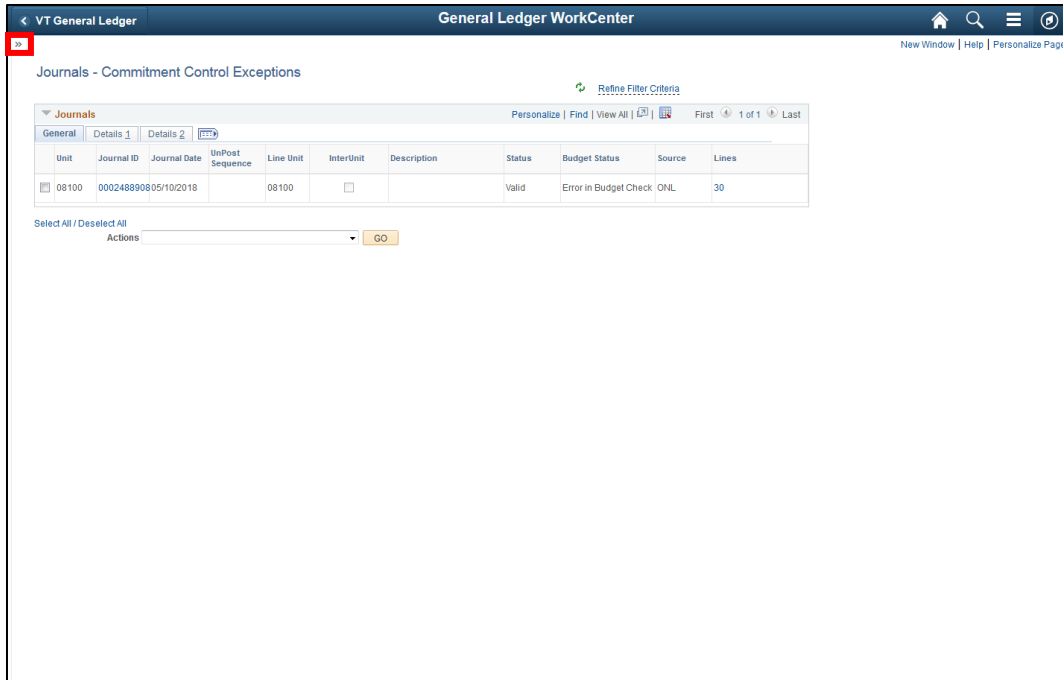 VT General Ledger
General Ledger WorkCenter
»
New Window | Help | Personalize Page
Journals - Commitment Control Exceptions
Refine Filter Criteria
Journals
Personalize | Find | View All | | First 1 of 1 Last
General Details 1 Details 2
Unit Journal ID Journal Date UnPost Sequence Line Unit InterUnit Description Status Budget Status Source Lines
08100 0002488908 05/10/2018 08100 Valid Error in Budget Check ONL 30
Select All / Deselect All
Actions GO